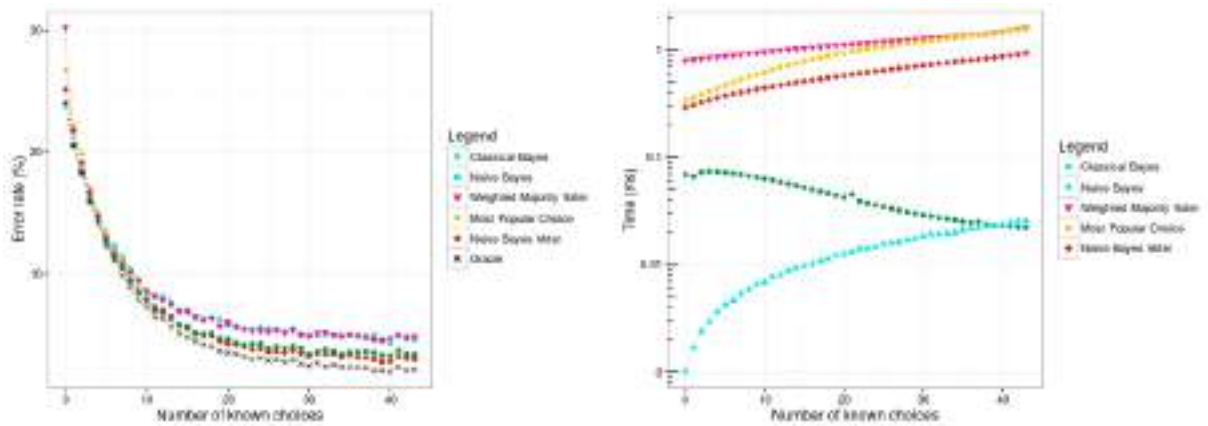 30
20
10
0
10
20
30
40
Error rate (%)
Number of known choices
Legend
Classical Bayes
Naive Bayes
Weighted Majority Voter
Most Popular Choice
Naive Bayes Voter
Oracle
1
0.1
0
10
20
30
40
Time (ms)
Number of known choices
Legend
Classical Bayes
Naive Bayes
Weighted Majority Voter
Most Popular Choice
Naive Bayes Voter